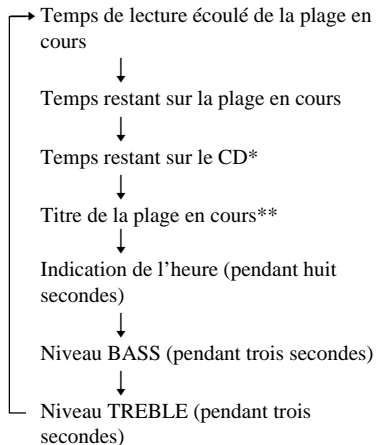 Temps de lecture écoulé de la plage en
cours
Temps restant sur la plage en cours
Temps restant sur le CD*
Titre de la plage en cours**
Indication de l’heure (pendant huit
secondes)
Niveau BASS (pendant trois secondes)
Niveau TREBLE (pendant trois
secondes)